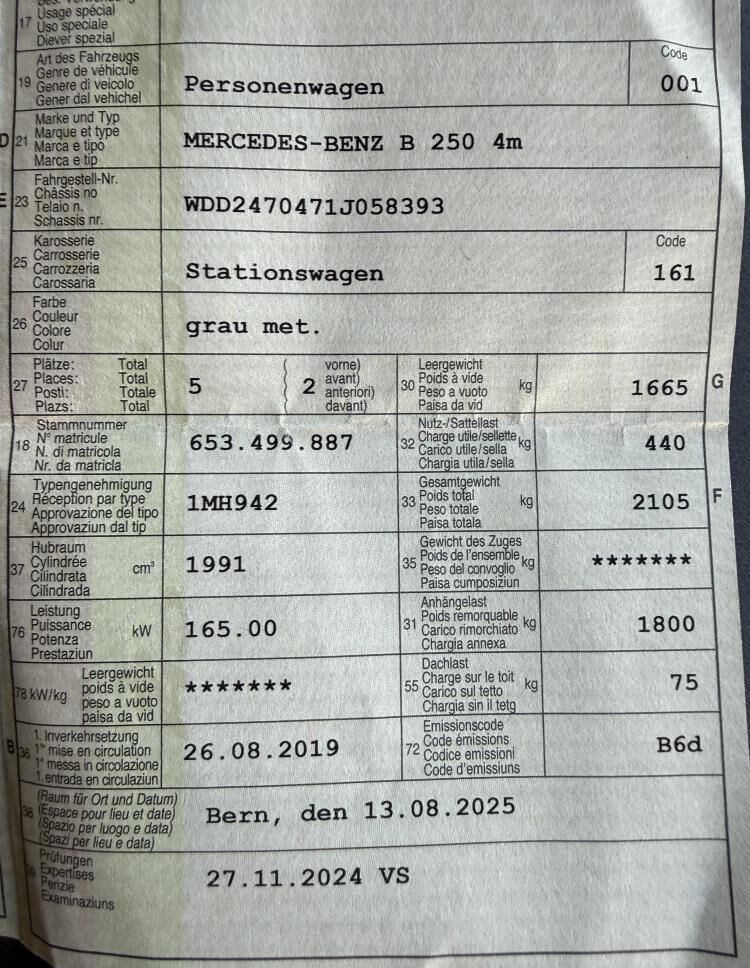 17 Usage spécial
Uso speciale
Diever spezial
19 Art des Fahrzeugs
Genre de véhicule
Genere di veicolo
Gener dal vehichel
Personenwagen
Code
001
D 21 Marke und Typ
Marque et type
Marca e tipo
Marca e tip
MERCEDES-BENZ B 250 4m
E 23 Fahrgestell-Nr.
Châssis no
Telaio n.
Schassis nr.
WDD2470471J058393
25 Karosserie
Carrosserie
Carrozzeria
Carossaria
Stationswagen
Code
161
26 Farbe
Couleur
Colore
Colur
grau met.
27 Plätze: Total
Places: Total
Posti: Totale
Plazs: Total
5
2
vorne)
avant)
anteriori)
davant)
30 Leergewicht
Poids à vide
Peso a vuoto
Paisa da vid
kg
1665 G
18 Stammnummer
N° matricule
N. di matricola
Nr. da matricla
653.499.887
32 Nutz-/Sattellast
Charge utile/sellette
Carico utile/sella
Chargia utila/sella
kg
440
24 Typengenehmigung
Réception par type
Approvazione del tipo
Approvaziun dal tip
1MH942
33 Gesamtgewicht
Poids total
Peso totale
Paisa totala
kg
2105 F
37 Hubraum
Cylindrée
Cilindrata
Cilindrada
cm³
1991
35 Gewicht des Zuges
Poids de l'ensemble
Peso del convoglio
Paisa cumposiziun
kg
*******
76 Leistung
Puissance
Potenza
Prestaziun
kW
165.00
31 Anhängelast
Poids remorquable
Carico rimorchiato
Chargia annexa
kg
1800
78 kW/kg
Leergewicht
poids à vide
peso a vuoto
paisa da vid
*******
55 Dachlast
Charge sur le toit
Carico sul tetto
Chargia sin il tetg
kg
75
B 36 1. Inverkehrsetzung
1re mise en circulation
1a messa in circolazione
1. entrada en circulaziun
26.08.2019
72 Emissionscode
Code émissions
Codice emissioni
Code d'emissiuns
B6d
38 (Raum für Ort und Datum)
(Espace pour lieu et date)
(Spazio per luogo e data)
(Spazi per lieu e data)
Bern, den 13.08.2025
Prüfungen
Expertises
Perizie
Examinaziuns
27.11.2024 VS